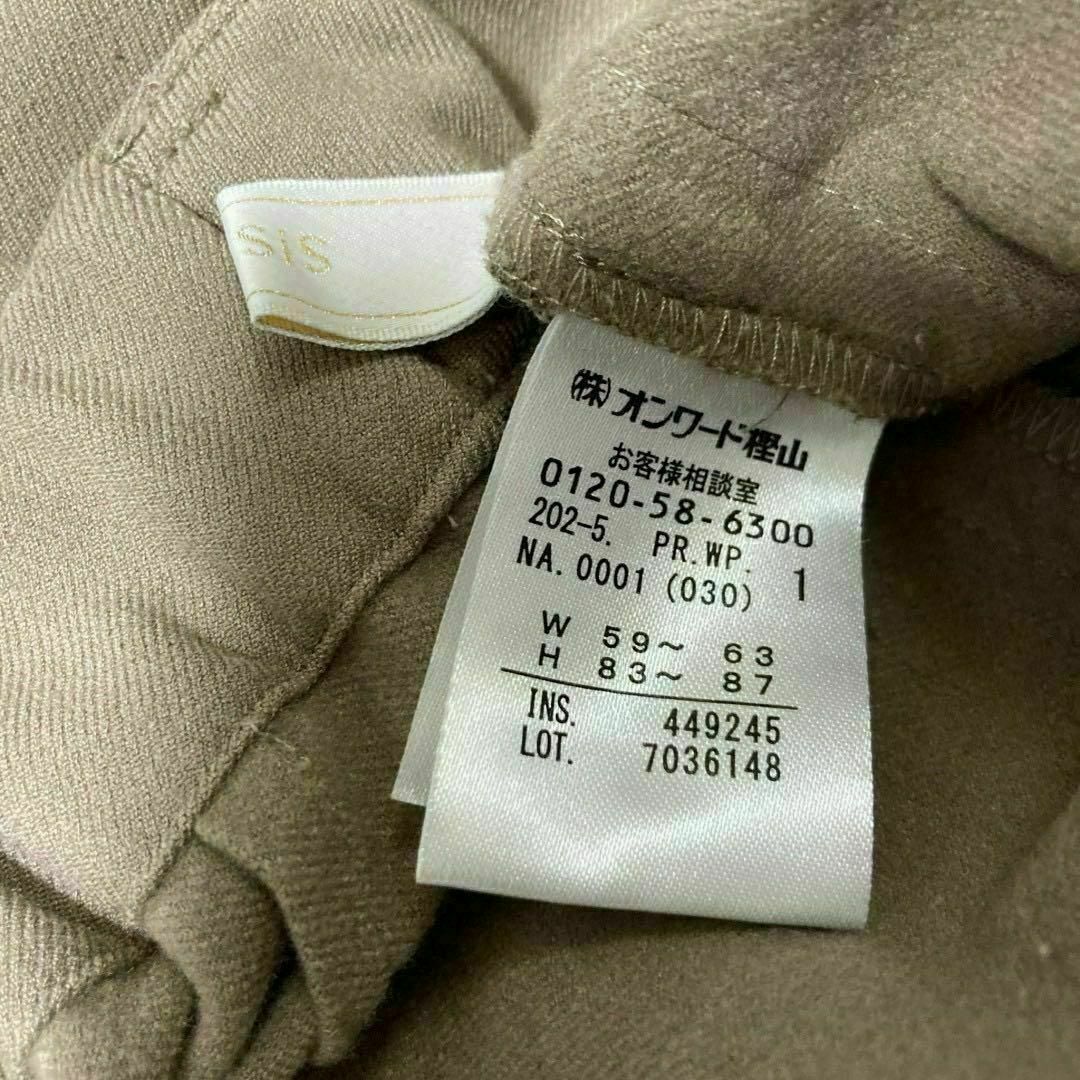 SiS
㈱オンワード樫山
お客様相談室
0120-58-6300
202-5. PR.WP. 1
NA.0001 (030)
W 59〜 63
H 83〜 87
INS. 449245
LOT. 7036148